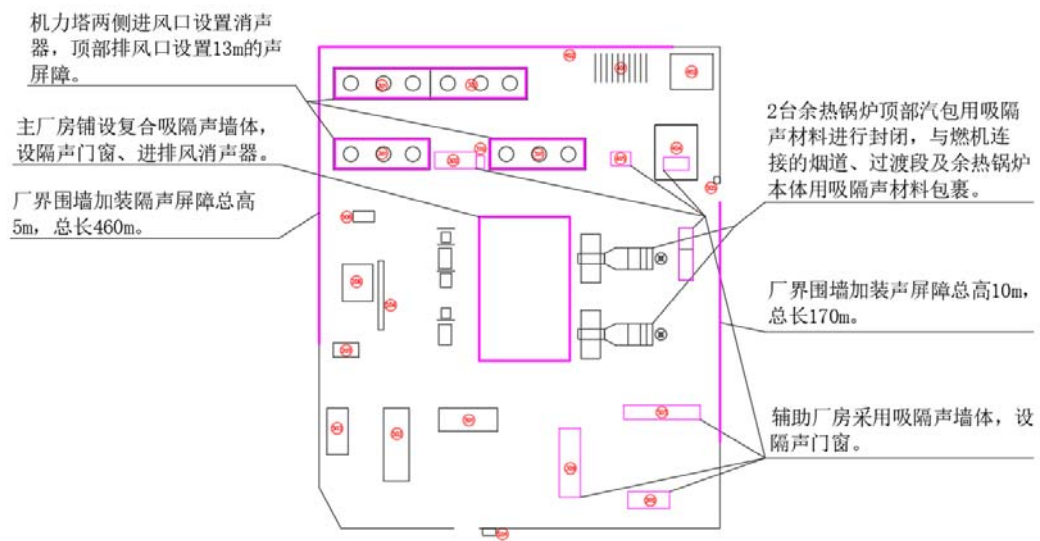 机力塔两侧进风口设置消声
器，顶部排风口设置13m的声
屏障。
主厂房铺设复合吸隔声墙体，
设隔声门窗、进排风消声器。
厂界围墙加装隔声屏障总高
5m，总长460m。
2台余热锅炉顶部汽包用吸隔
声材料进行封闭，与燃机连
接的烟道、过渡段及余热锅炉
本体用吸隔声材料包裹。
厂界围墙加装声屏障总高10m，
总长170m。
辅助厂房采用吸隔声墙体，设
隔声门窗。